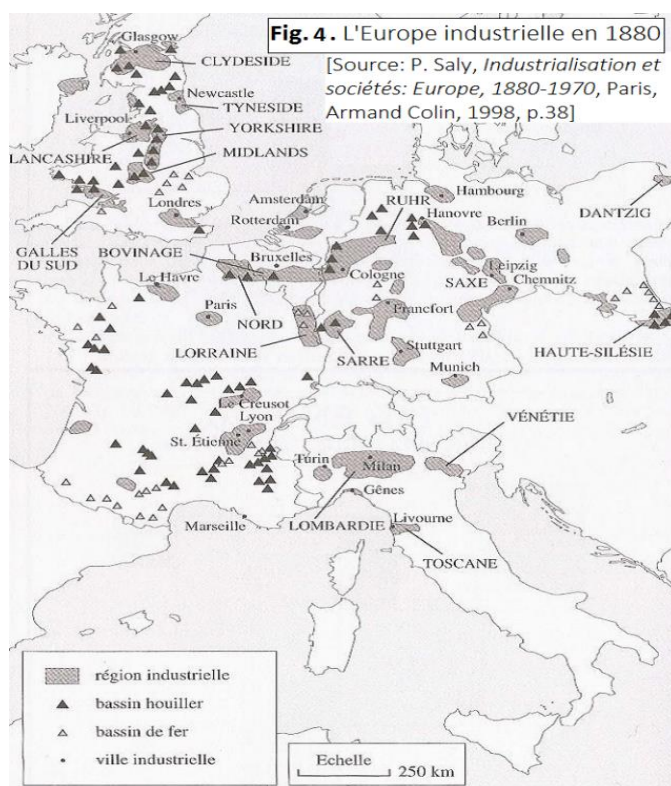 Fig. 4. L'Europe industrielle en 1880
[Source: P. Saly, Industrialisation et
sociétés: Europe, 1880-1970, Paris,
Armand Colin, 1998, p.38]
Glasgow
CLYDESIDE
Newcastle
TYNESIDE
Liverpool
YORKSHIRE
LANCASHIRE
MIDLANDS
Londres
GALLES
DU SUD
Amsterdam
Rotterdam
Hambourg
RUHR
Hanovre
Berlin
DANTZIG
BOVINAGE
Bruxelles
Cologne
Leipzig
SAXE
Chemnitz
Le Havre
Paris
NORD
Francfort
LORRAINE
SARRE
Stuttgart
HAUTE-SILÉSIE
Munich
Le Creusot
Lyon
St. Étienne
VÉNÉTIE
Turin
Milan
Gênes
Marseille
LOMBARDIE
Livourne
TOSCANE
région industrielle
bassin houiller
bassin de fer
ville industrielle
Echelle
250 km